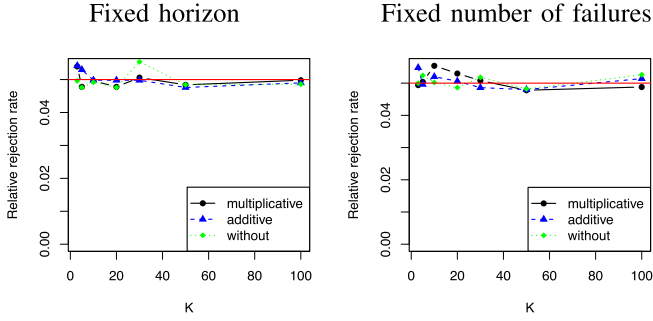 Fixed horizon
Relative rejection rate
0.00 0.02 0.04
multiplicative
additive
without
0 20 40 60 80 100
K
Fixed number of failures
Relative rejection rate
0.00 0.02 0.04
multiplicative
additive
without
0 20 40 60 80 100
K